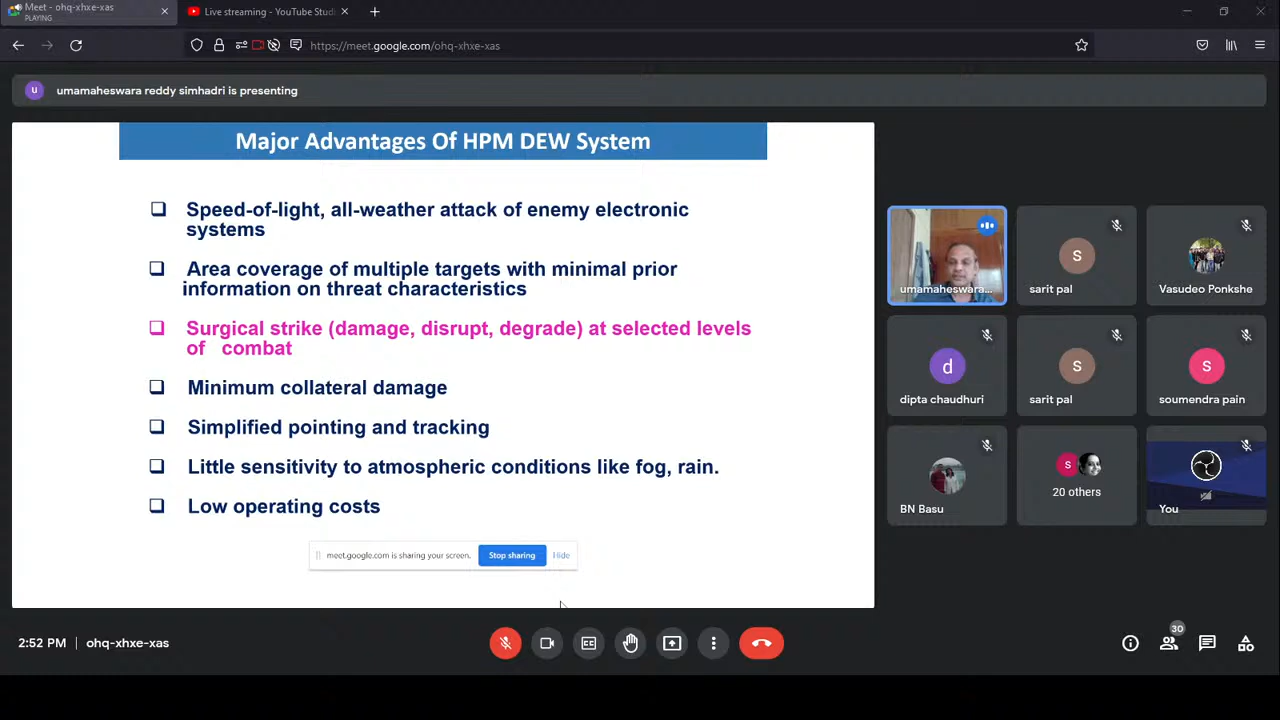 Meet - ohq-xhxe-xas
PLAYING
Live streaming - YouTube Studi
https://meet.google.com/ohq-xhxe-xas
u
umamaheswara reddy simhadri is presenting
Major Advantages Of HPM DEW System
Speed-of-light, all-weather attack of enemy electronic
systems
Area coverage of multiple targets with minimal prior
information on threat characteristics
Surgical strike (damage, disrupt, degrade) at selected levels
of combat
Minimum collateral damage
Simplified pointing and tracking
Little sensitivity to atmospheric conditions like fog, rain.
Low operating costs
meet.google.com is sharing your screen. Stop sharing Hide
umamaheswara...
s
sarit pal
Vasudeo Ponkshe
d
dipta chaudhuri
s
sarit pal
s
soumendra pain
BN Basu
s
20 others
You
2:52 PM | ohq-xhxe-xas
30